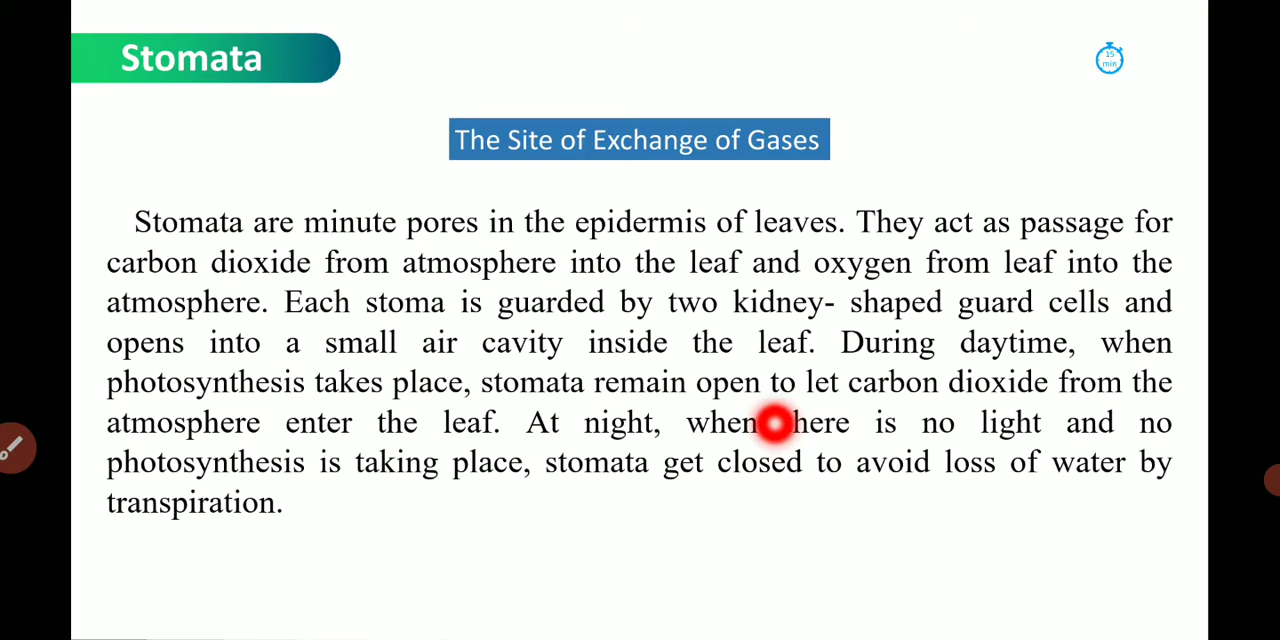 Stomata
15
min
The Site of Exchange of Gases
Stomata are minute pores in the epidermis of leaves. They act as passage for
carbon dioxide from atmosphere into the leaf and oxygen from leaf into the
atmosphere. Each stoma is guarded by two kidney- shaped guard cells and
opens into a small air cavity inside the leaf. During daytime, when
photosynthesis takes place, stomata remain open to let carbon dioxide from the
atmosphere enter the leaf. At night, when there is no light and no
photosynthesis is taking place, stomata get closed to avoid loss of water by
transpiration.